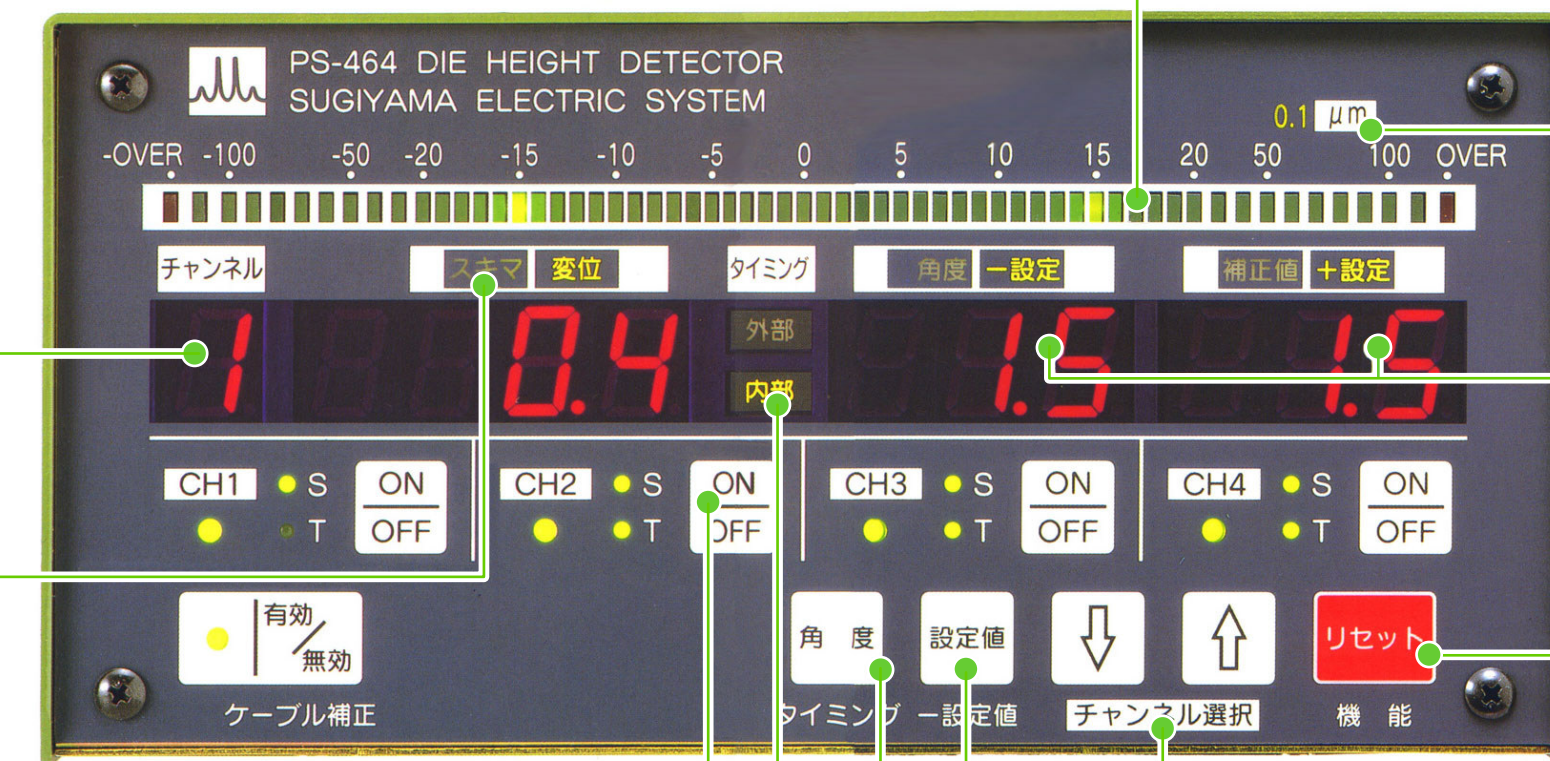 PS-464 DIE HEIGHT DETECTOR
SUGIYAMA ELECTRIC SYSTEM
0.1 μm
-OVER -100 -50 -20 -15 -10 -5 0 5 10 15 20 50 100 OVER
チャンネル スキマ 変位 タイミング 角度 －設定 補正値 ＋設定
外部
1 0.4 1.5 1.5
内部
CH1 S ON CH2 S ON CH3 S ON CH4 S ON
T OFF T OFF T OFF T OFF
有効/無効 角度 設定値 ⇩ ⇧ リセット
ケーブル補正 タイミング －設定値 チャンネル選択 機能